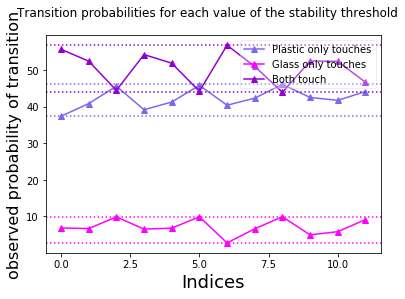 Transition probabilities for each value of the stability threshold
observed probability of transition
50
40
30
20
10
Plastic only touches
Glass only touches
Both touch
0.0 2.5 5.0 7.5 10.0
Indices